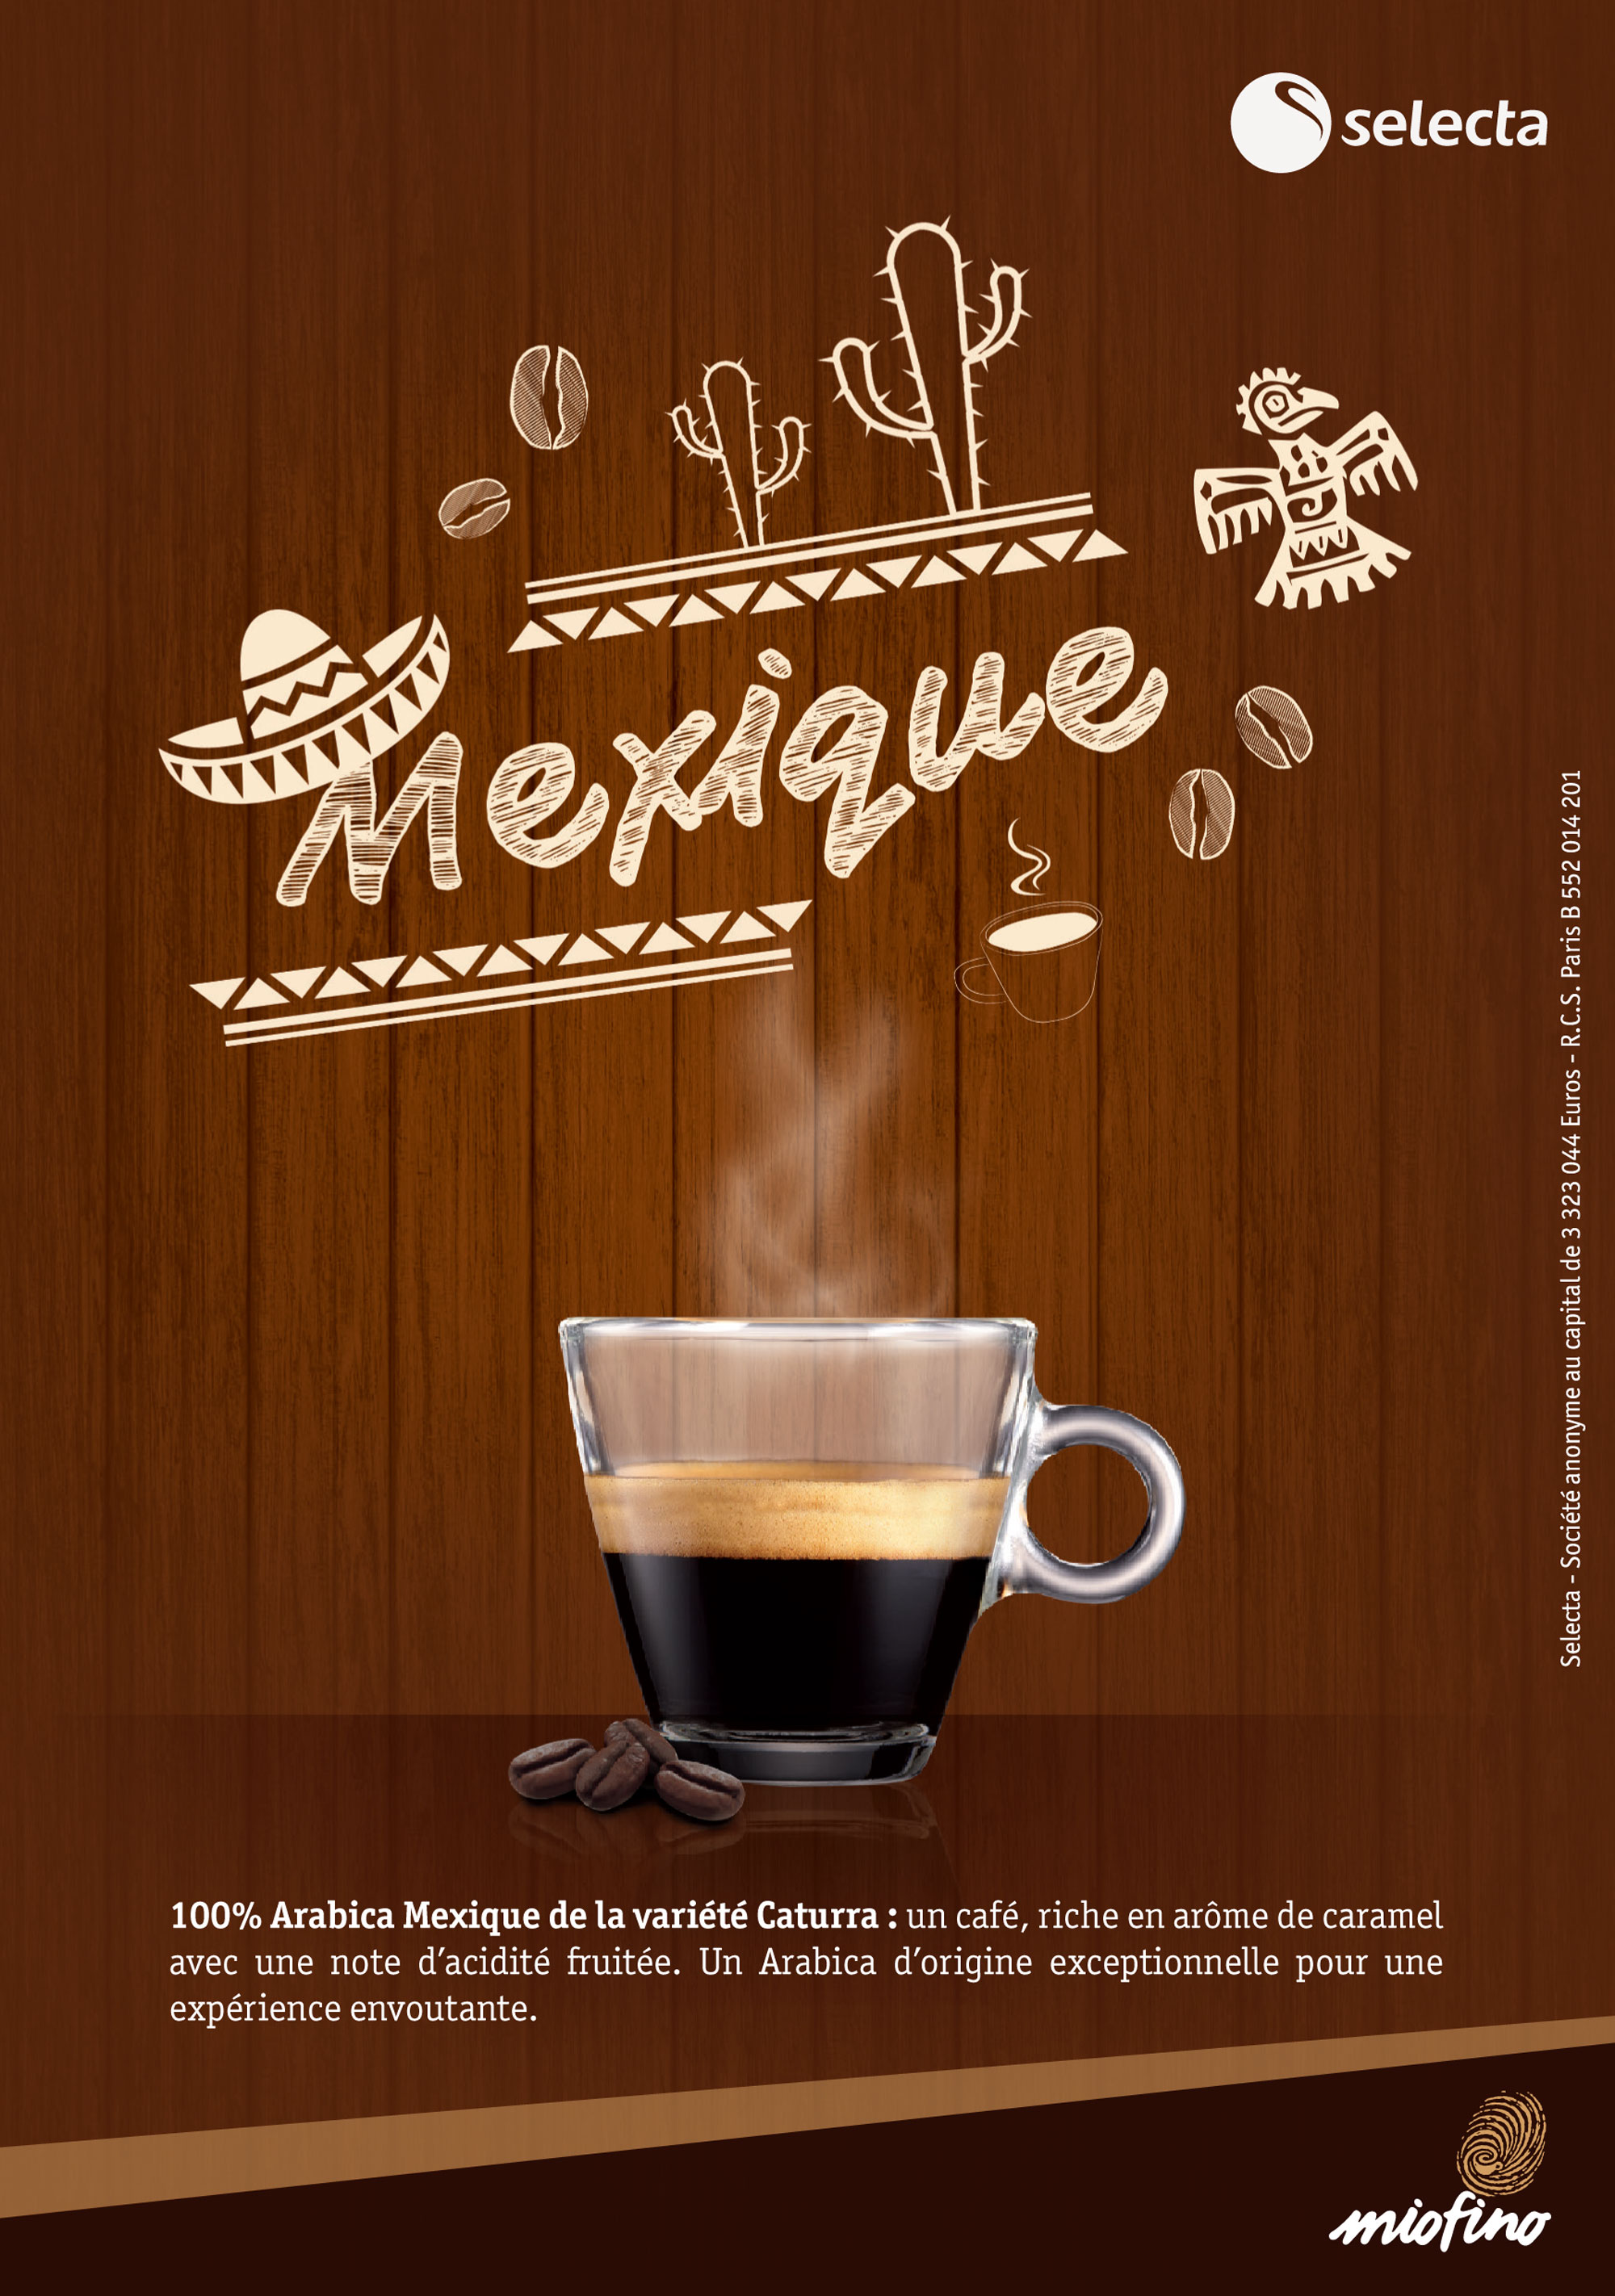 selecta
Mexique
Selecta - Société anonyme au capital de 3 323 044 Euros - R.C.S. Paris B 552 014 201
100% Arabica Mexique de la variété Caturra : un café, riche en arôme de caramel
avec une note d’acidité fruitée. Un Arabica d’origine exceptionnelle pour une
expérience envoutante.
miofino